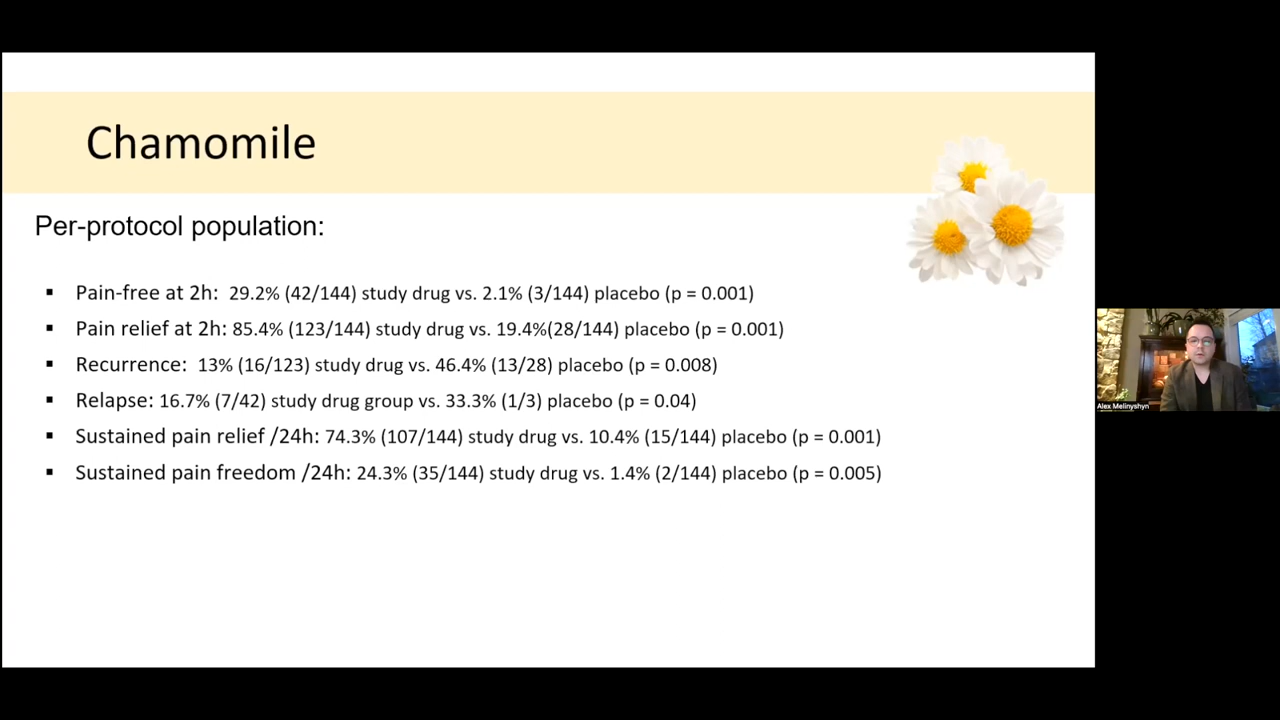 Chamomile
Per-protocol population:
▪ Pain-free at 2h: 29.2% (42/144) study drug vs. 2.1% (3/144) placebo (p = 0.001)
▪ Pain relief at 2h: 85.4% (123/144) study drug vs. 19.4%(28/144) placebo (p = 0.001)
▪ Recurrence: 13% (16/123) study drug vs. 46.4% (13/28) placebo (p = 0.008)
▪ Relapse: 16.7% (7/42) study drug group vs. 33.3% (1/3) placebo (p = 0.04)
▪ Sustained pain relief /24h: 74.3% (107/144) study drug vs. 10.4% (15/144) placebo (p = 0.001)
▪ Sustained pain freedom /24h: 24.3% (35/144) study drug vs. 1.4% (2/144) placebo (p = 0.005)
Alex Melinyshyn